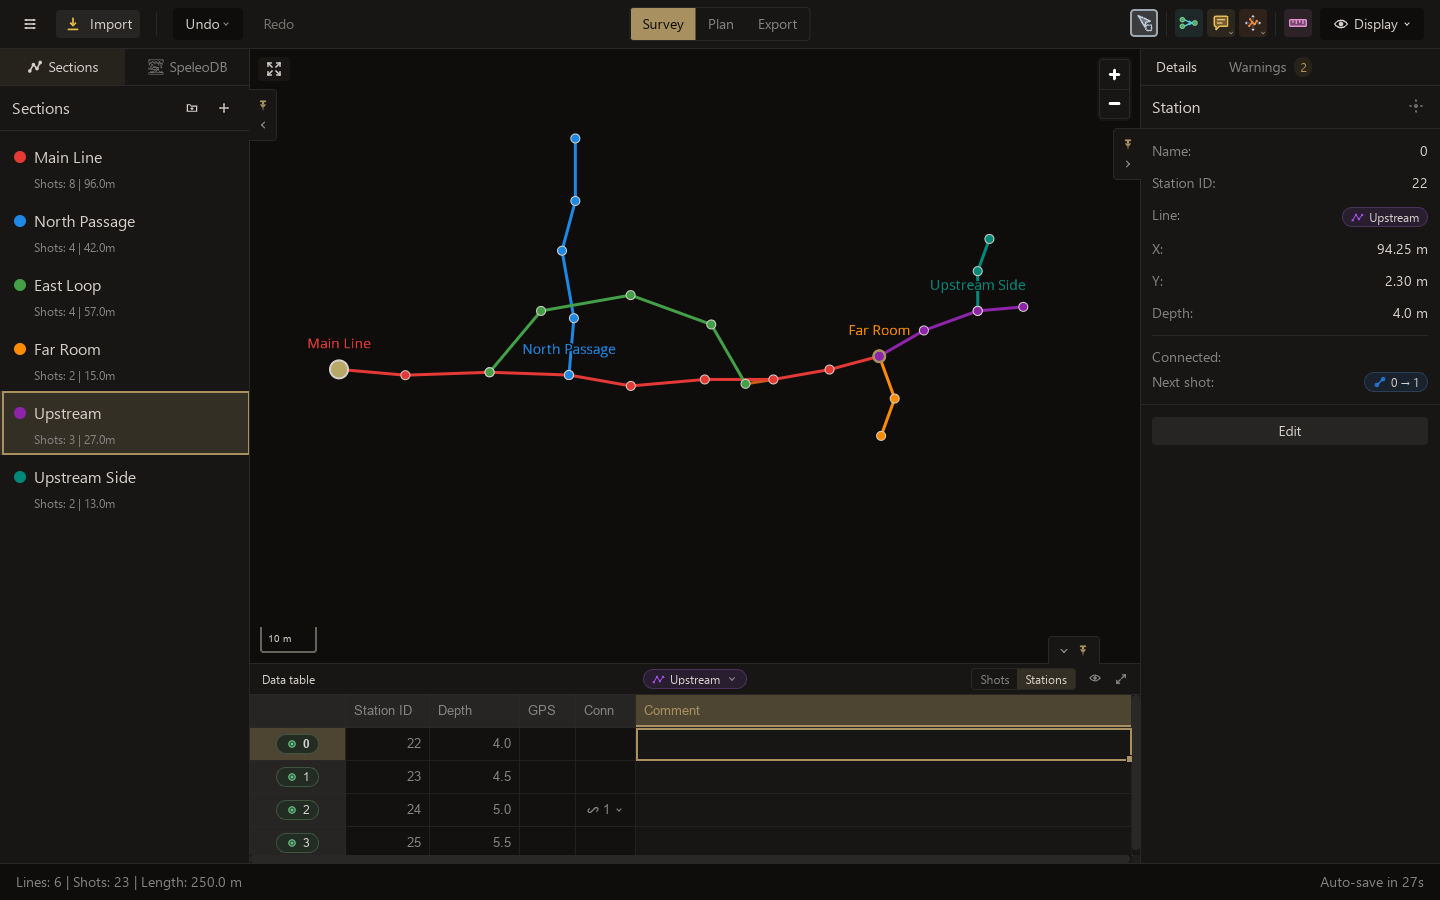 Import
Undo
Redo
Survey
Plan
Export
Display
Sections
SpeleoDB
Sections
Main Line
Shots: 8 | 96.0m
North Passage
Shots: 4 | 42.0m
East Loop
Shots: 4 | 57.0m
Far Room
Shots: 2 | 15.0m
Upstream
Shots: 3 | 27.0m
Upstream Side
Shots: 2 | 13.0m
Main Line
North Passage
Far Room
Upstream Side
10 m
Details
Warnings 2
Station
Name: 0
Station ID: 22
Line: Upstream
X: 94.25 m
Y: 2.30 m
Depth: 4.0 m
Connected:
Next shot: 0 → 1
Edit
Data table
Upstream
Shots
Stations
Station ID Depth GPS Conn Comment
0 22 4.0
1 23 4.5
2 24 5.0 1
3 25 5.5
Lines: 6 | Shots: 23 | Length: 250.0 m
Auto-save in 27s